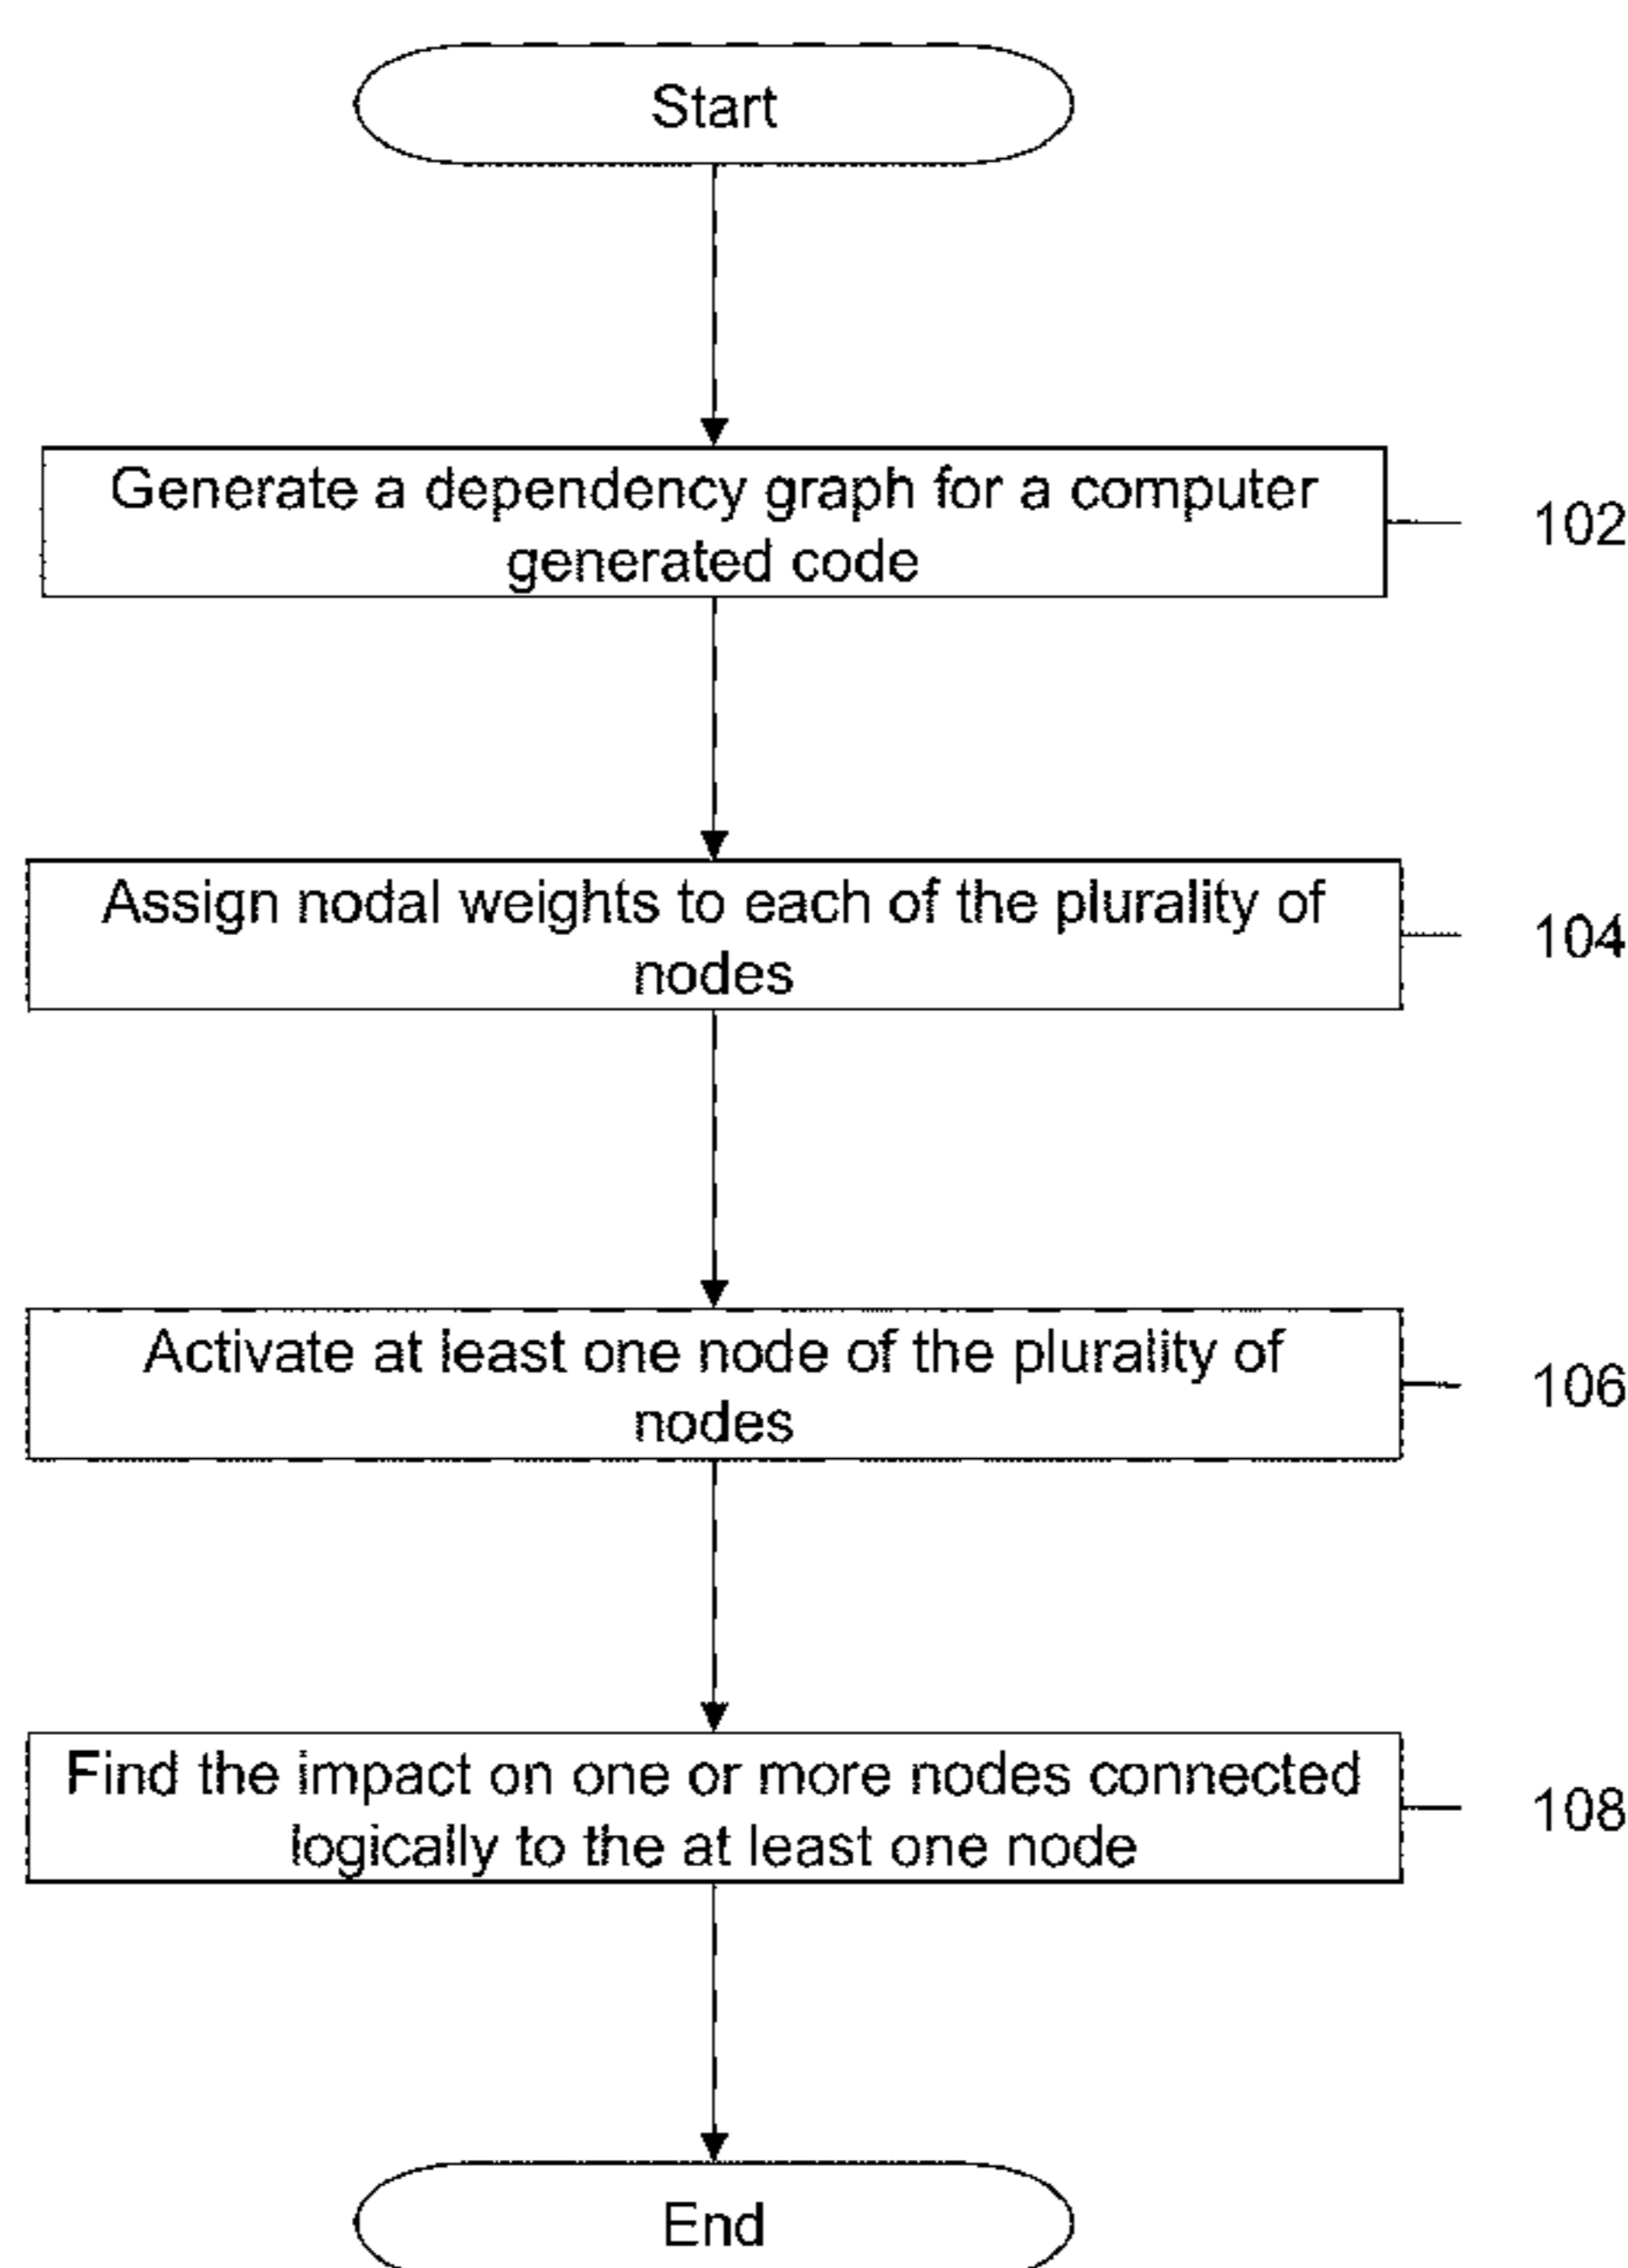 Start
Generate a dependency graph for a computer
generated code
102
Assign nodal weights to each of the plurality of
nodes
104
Activate at least one node of the plurality of
nodes
106
Find the impact on one or more nodes connected
logically to the at least one node
108
End